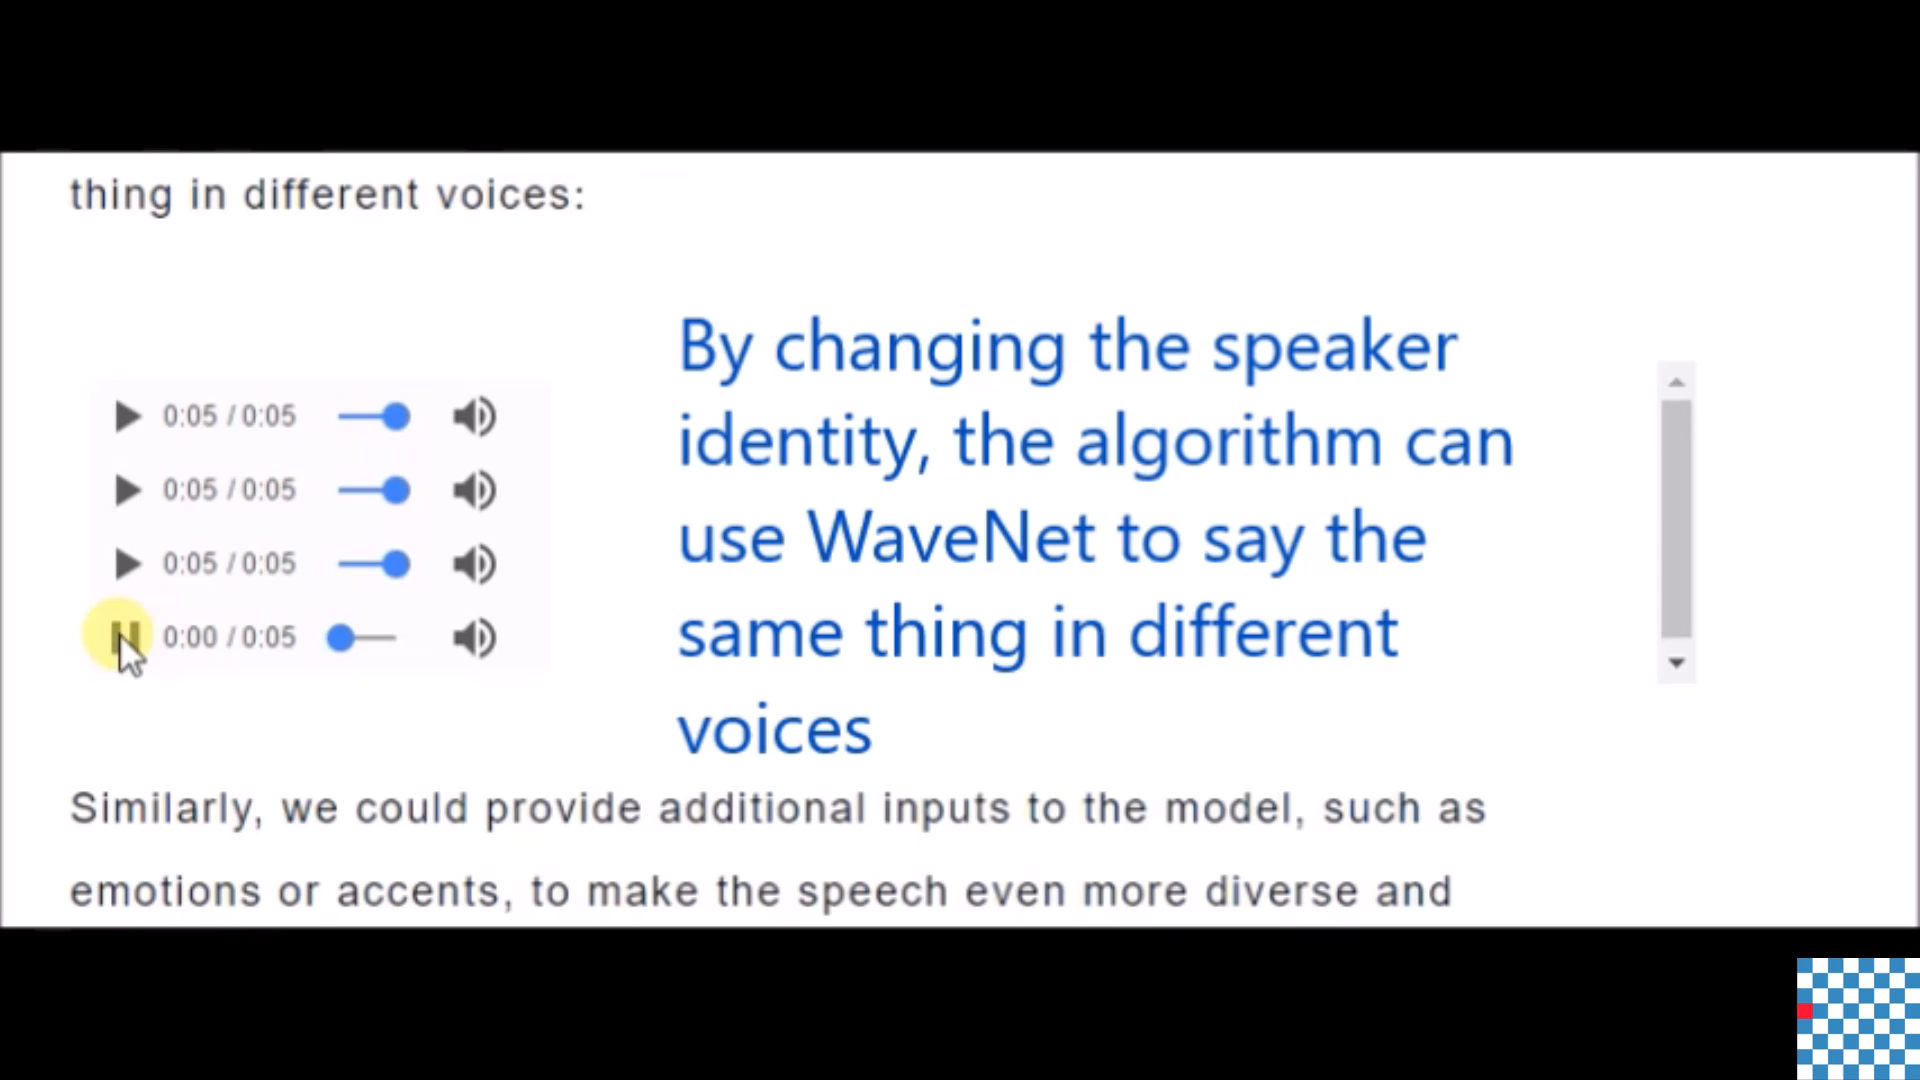 thing in different voices:
By changing the speaker
identity, the algorithm can
use WaveNet to say the
same thing in different
voices
0:05 / 0:05
0:05 / 0:05
0:05 / 0:05
0:00 / 0:05
Similarly, we could provide additional inputs to the model, such as
emotions or accents, to make the speech even more diverse and